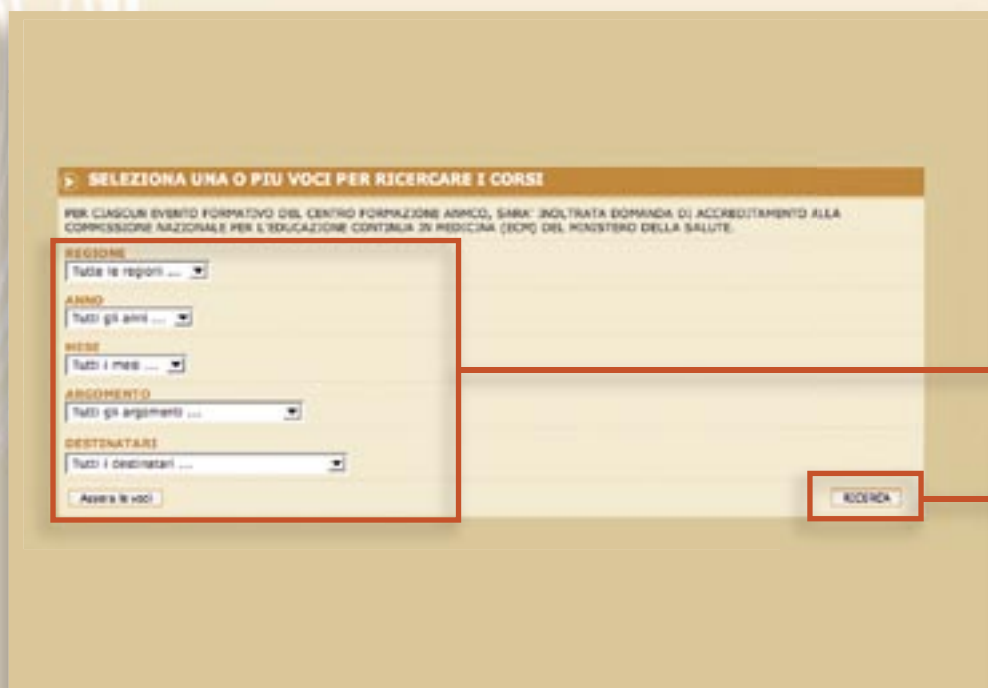 SELEZIONA UNA O PIU VOCI PER RICERCARE I CORSI
PER CIASCUN EVENTO FORMATIVO DEL CENTRO FORMAZIONE ANMCO, SARA' INOLTRATA DOMANDA DI ACCREDITAMENTO ALLA
COMMISSIONE NAZIONALE PER L'EDUCAZIONE CONTINUA IN MEDICINA (ECM) DEL MINISTERO DELLA SALUTE.
REGIONE
Tutte le regioni ...
ANNO
Tutti gli anni ...
MESE
Tutti i mesi ...
ARGOMENTO
Tutti gli argomenti ...
DESTINATARI
Tutti i destinatari ...
Azzera le voci
RICERCA